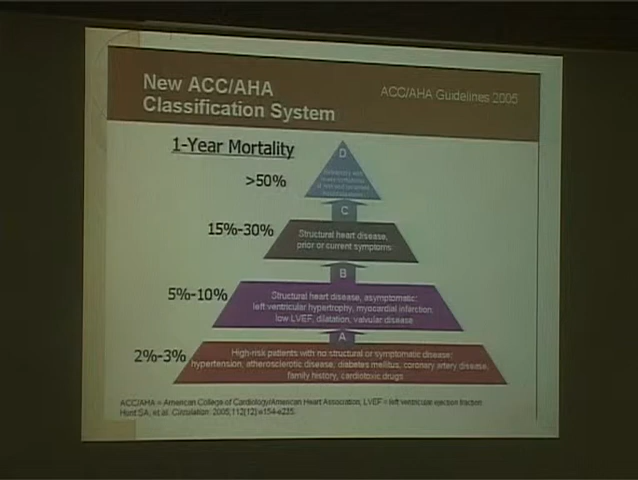 New ACC/AHA
Classification System
ACC/AHA Guidelines 2005
1-Year Mortality
D
>50%
C
15%-30%
Structural heart disease,
prior or current symptoms
B
5%-10%
Structural heart disease, asymptomatic:
left ventricular hypertrophy, myocardial infarction,
low LVEF, dilatation, valvular disease
A
2%-3%
High-risk patients with no structural or symptomatic disease:
hypertension, atherosclerotic disease, diabetes mellitus, coronary artery disease,
family history, cardiotoxic drugs
ACC/AHA = American College of Cardiology/American Heart Association; LVEF = left ventricular ejection fraction.
Hunt SA, et al. Circulation. 2005;112(12):e154-e235.